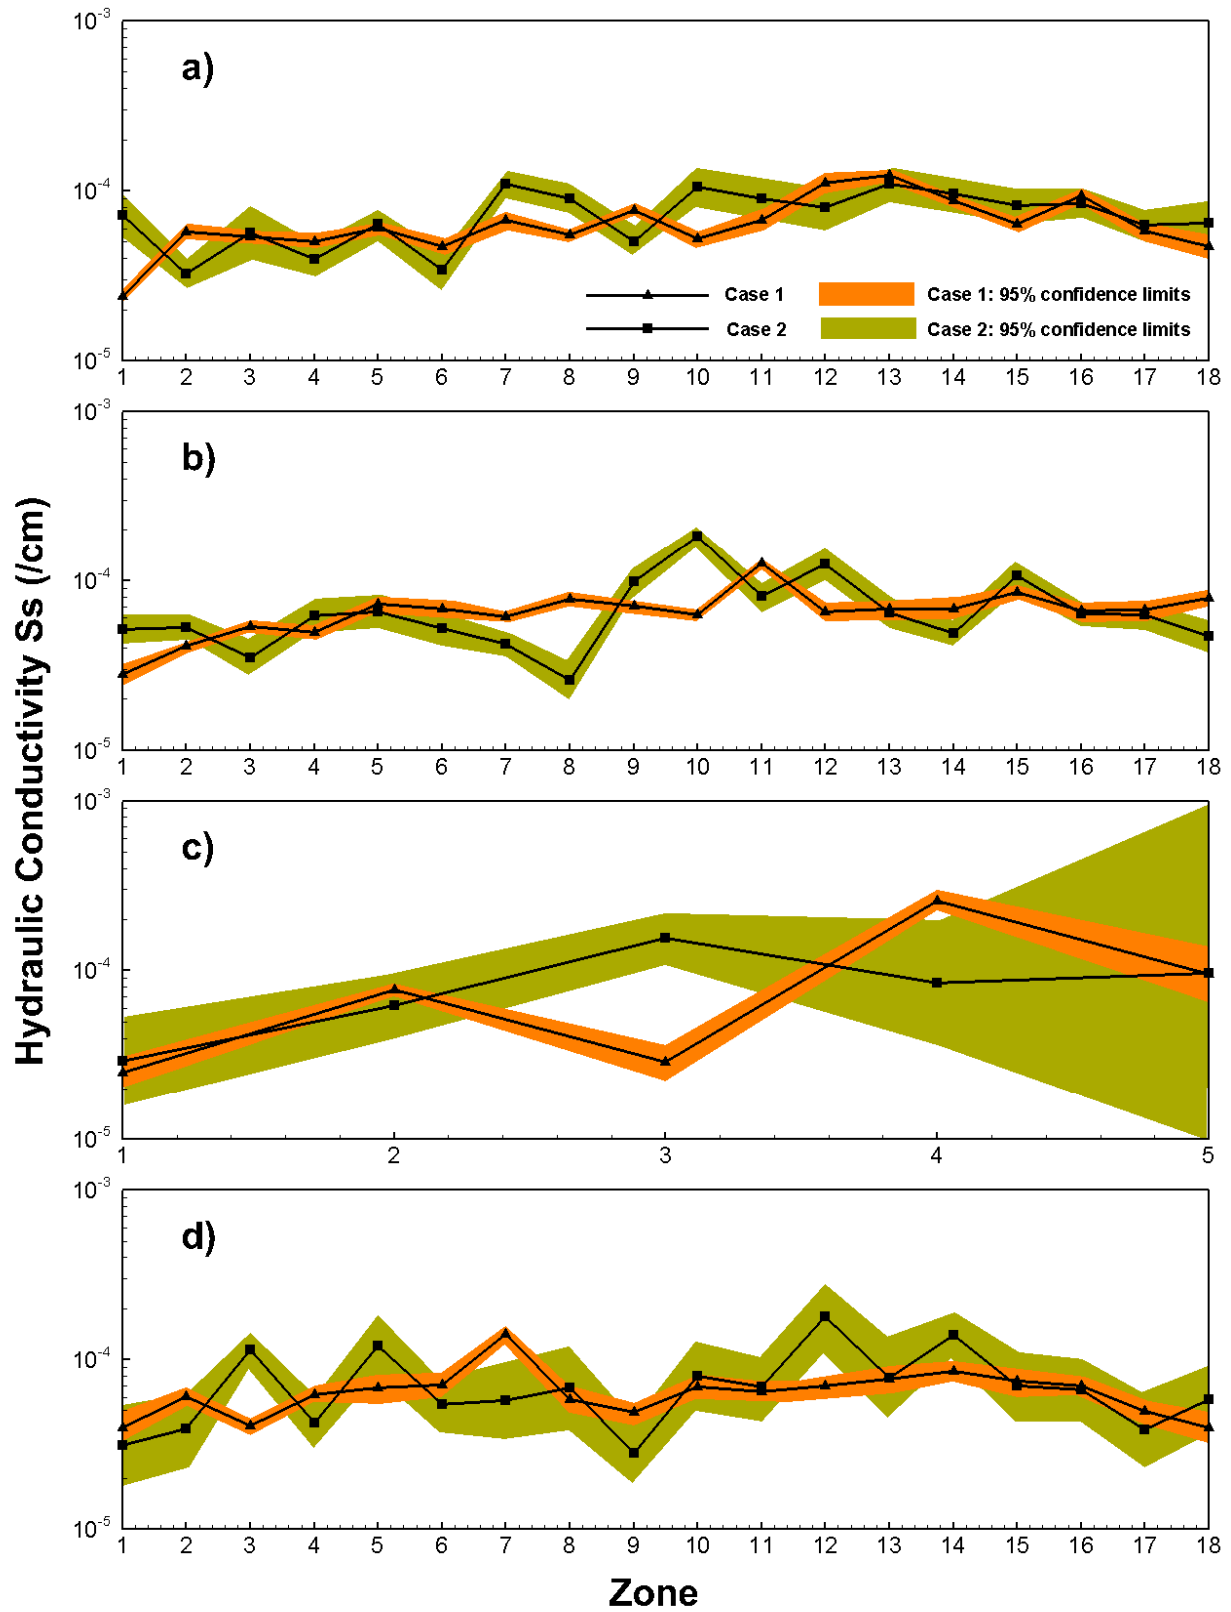 Hydraulic Conductivity Ss (/cm)
10-3
a)
10-4
Case 1 Case 1: 95% confidence limits
Case 2 Case 2: 95% confidence limits
10-5
1 2 3 4 5 6 7 8 9 10 11 12 13 14 15 16 17 18
10-3
b)
10-4
10-5
1 2 3 4 5 6 7 8 9 10 11 12 13 14 15 16 17 18
10-3
c)
10-4
10-5
1 2 3 4 5
10-3
d)
10-4
10-5
1 2 3 4 5 6 7 8 9 10 11 12 13 14 15 16 17 18
Zone